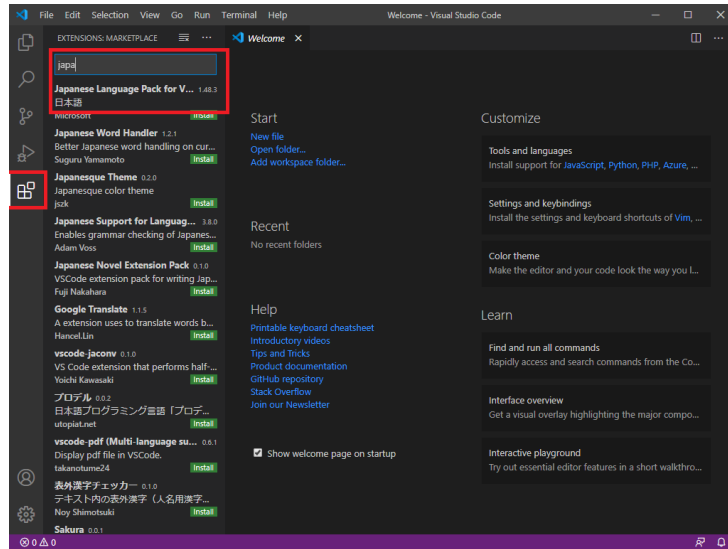 File Edit Selection View Go Run Terminal Help
Welcome - Visual Studio Code
EXTENSIONS: MARKETPLACE
japa
Japanese Language Pack for V... 1.48.3
日本語
Microsoft Install
Japanese Word Handler 1.2.1
Better Japanese word handling on cur...
Suguru Yamamoto Install
Japanesque Theme 0.2.0
Japanesque color theme
jszk Install
Japanese Support for Languag... 3.8.0
Enables grammar checking of Japanes...
Adam Voss Install
Japanese Novel Extension Pack 0.1.0
VSCode extension pack for writing Jap...
Fuji Nakahara Install
Google Translate 1.1.5
A extension uses to translate words b...
Hancel.Lin Install
vscode-jaconv 0.1.0
VS Code extension that performs half-...
Yoichi Kawasaki Install
プロデル 0.0.2
日本語プログラミング言語「プロデ...
utopiat.net Install
vscode-pdf (Multi-language su... 0.6.1
Display pdf file in VSCode.
takanotume24 Install
表外漢字チェッカー 0.1.0
テキスト内の表外漢字（人名用漢字...
Noy Shimotsuki Install
Sakura 0.0.1
Welcome
Start
New file
Open folder...
Add workspace folder...
Recent
No recent folders
Help
Printable keyboard cheatsheet
Introductory videos
Tips and Tricks
Product documentation
GitHub repository
Stack Overflow
Join our Newsletter
Show welcome page on startup
Customize
Tools and languages
Install support for JavaScript, Python, PHP, Azure, ...
Settings and keybindings
Install the settings and keyboard shortcuts of Vim, ...
Color theme
Make the editor and your code look the way you l...
Learn
Find and run all commands
Rapidly access and search commands from the Co...
Interface overview
Get a visual overlay highlighting the major compo...
Interactive playground
Try out essential editor features in a short walkthro...
0 0